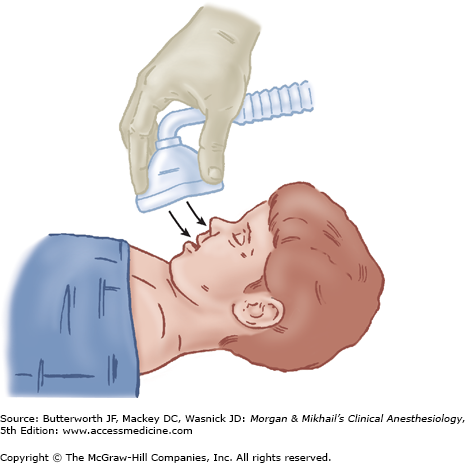 Source: Butterworth JF, Mackey DC, Wasnick JD: Morgan & Mikhail’s Clinical Anesthesiology,
5th Edition: www.accessmedicine.com
Copyright © The McGraw-Hill Companies, Inc. All rights reserved.